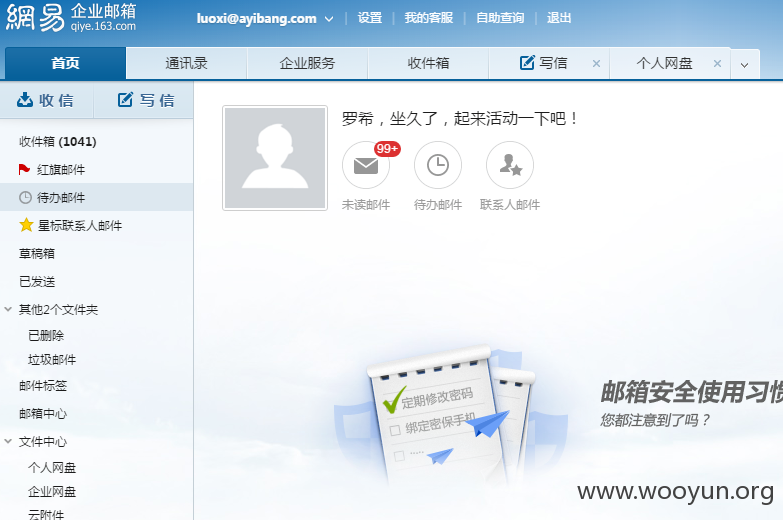 網易 企业邮箱
qiye.163.com
luoxi@ayibang.com | 设置 | 我的客服 | 自助查询 | 退出
首页 通讯录 企业服务 收件箱 写信 × 个人网盘 ×
收信 写信
收件箱 (1041)
红旗邮件
待办邮件
星标联系人邮件
草稿箱
已发送
其他2个文件夹
已删除
垃圾邮件
邮件标签
邮箱中心
文件中心
个人网盘
企业网盘
云附件
罗希，坐久了，起来活动一下吧！
99+
未读邮件 待办邮件 联系人邮件
定期修改密码
绑定密保手机
.....
邮箱安全使用习惯
您都注意到了吗？
www.wooyun.org